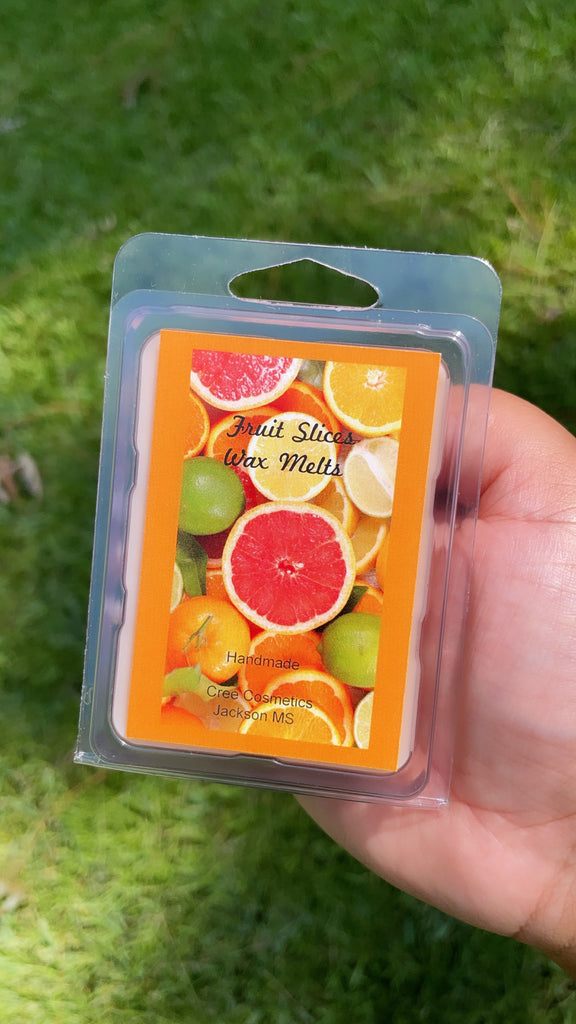 Fruit Slices
Wax Melts
Handmade
Cree Cosmetics
Jackson MS